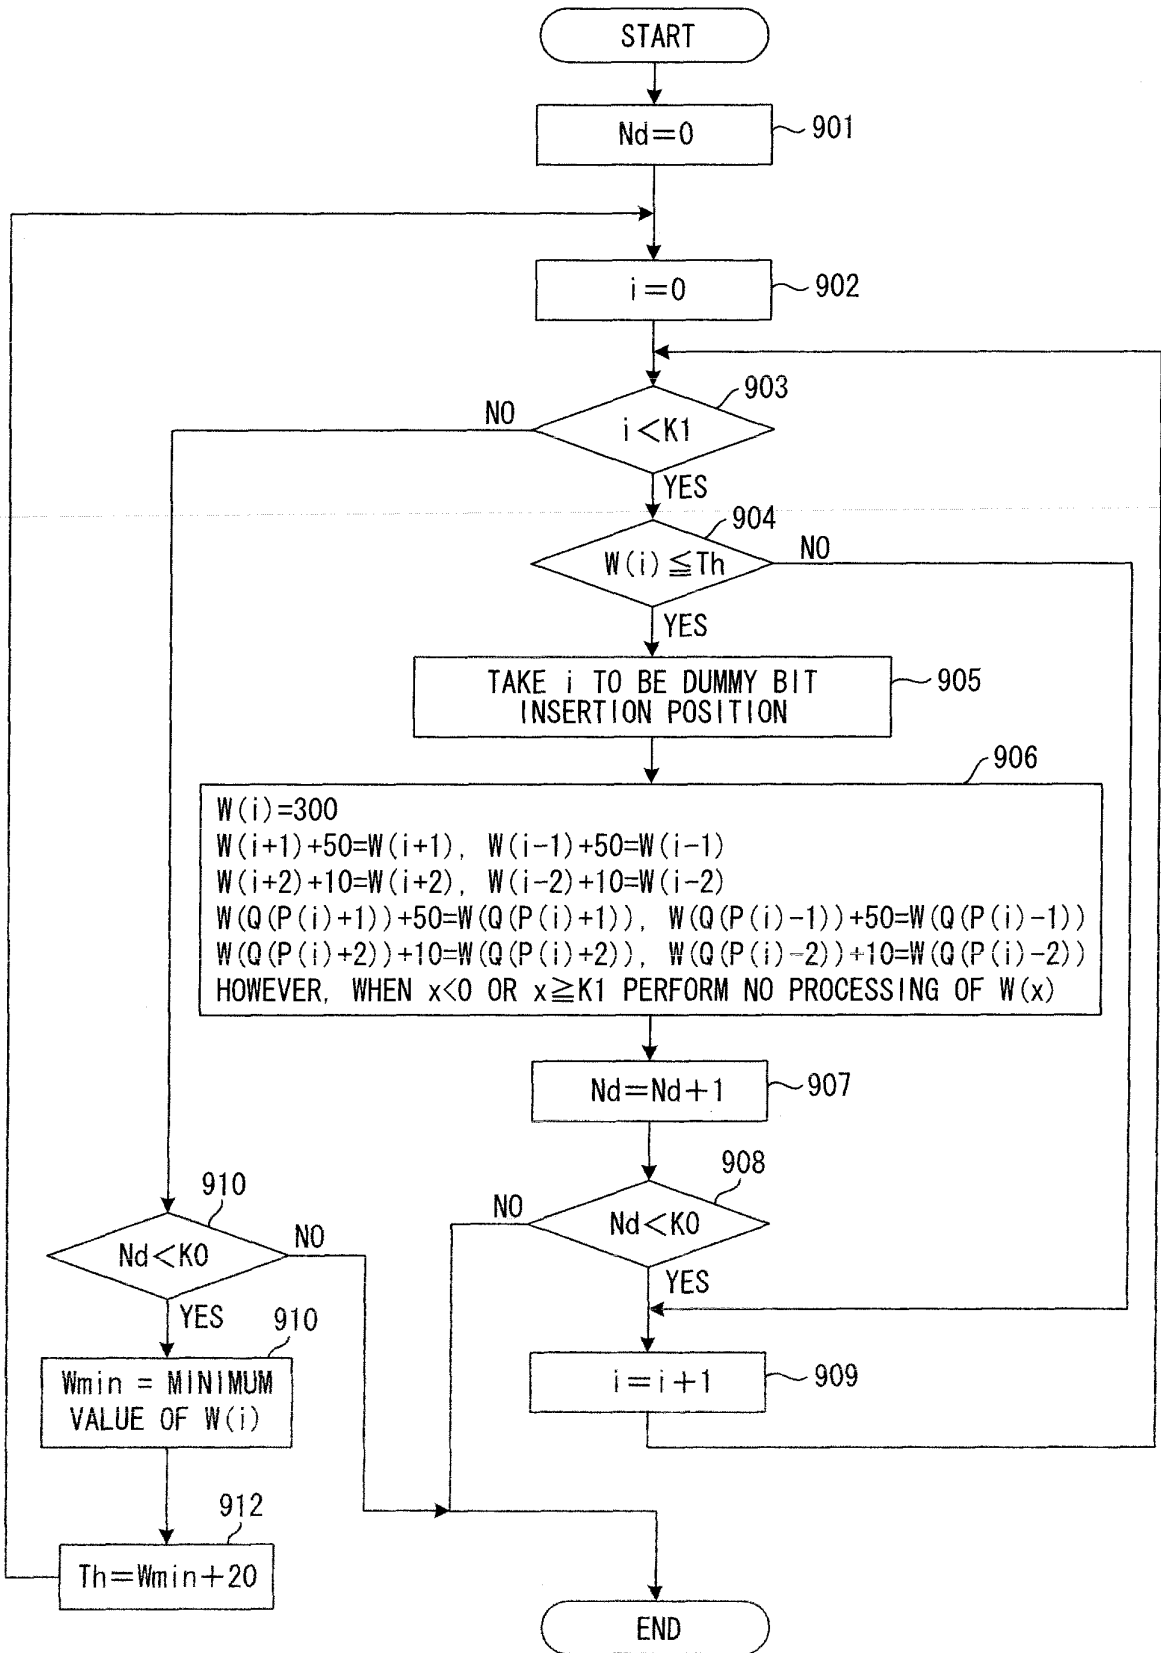 START
Nd=0
901
i=0
902
903
NO
i<K1
YES
904
W(i)≦Th
NO
YES
TAKE i TO BE DUMMY BIT
INSERTION POSITION
905
906
W(i)=300
W(i+1)+50=W(i+1), W(i-1)+50=W(i-1)
W(i+2)+10=W(i+2), W(i-2)+10=W(i-2)
W(Q(P(i)+1))+50=W(Q(P(i)+1)), W(Q(P(i)-1))+50=W(Q(P(i)-1))
W(Q(P(i)+2))+10=W(Q(P(i)+2)), W(Q(P(i)-2))+10=W(Q(P(i)-2))
HOWEVER, WHEN x<0 OR x≧K1 PERFORM NO PROCESSING OF W(x)
Nd=Nd+1
907
908
NO
Nd<K0
YES
910
Nd<K0
NO
YES
910
Wmin = MINIMUM
VALUE OF W(i)
i=i+1
909
912
Th=Wmin+20
END